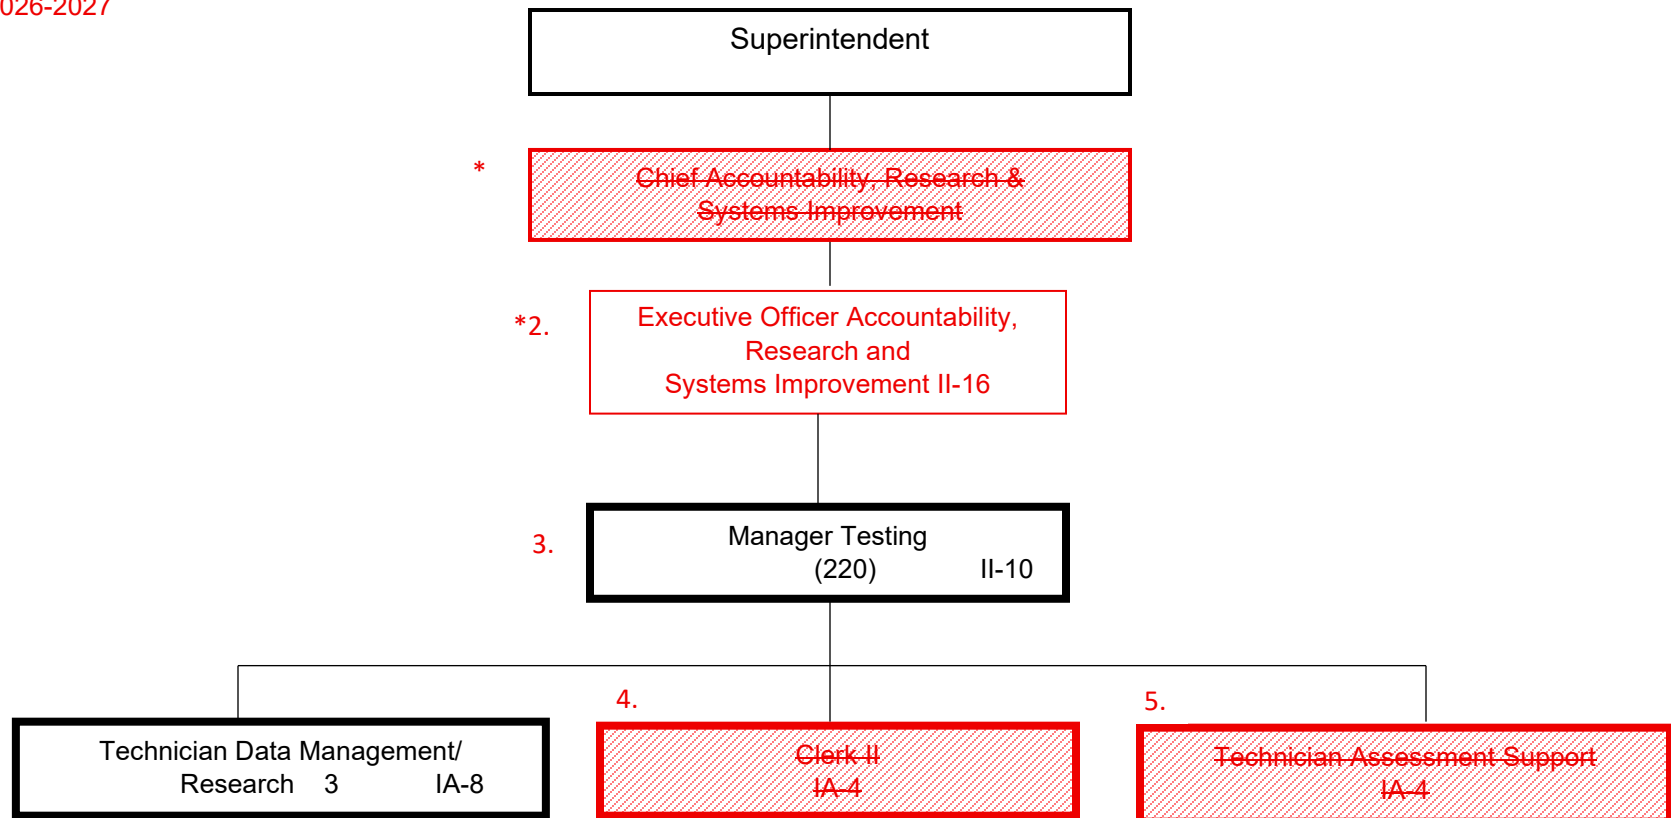 026-2027
Superintendent
*
Chief Accountability, Research &
Systems Improvement
*2.
Executive Officer Accountability,
Research and
Systems Improvement II-16
3.
Manager Testing
(220) II-10
4.
5.
Technician Data Management/
Research 3 IA-8
Clerk II
IA-4
Technician Assessment Support
IA-4